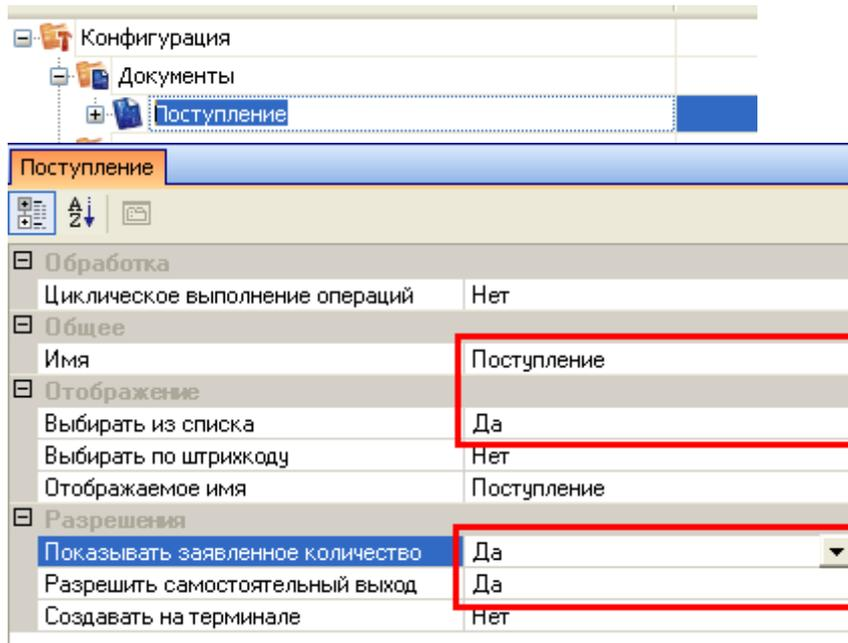 Конфигурация
Документы
Поступление
Поступление
Обработка
Циклическое выполнение операций Нет
Общее
Имя Поступление
Отображение
Выбирать из списка Да
Выбирать по штрихкоду Нет
Отображаемое имя Поступление
Разрешения
Показывать заявленное количество Да
Разрешить самостоятельный выход Да
Создавать на терминале Нет